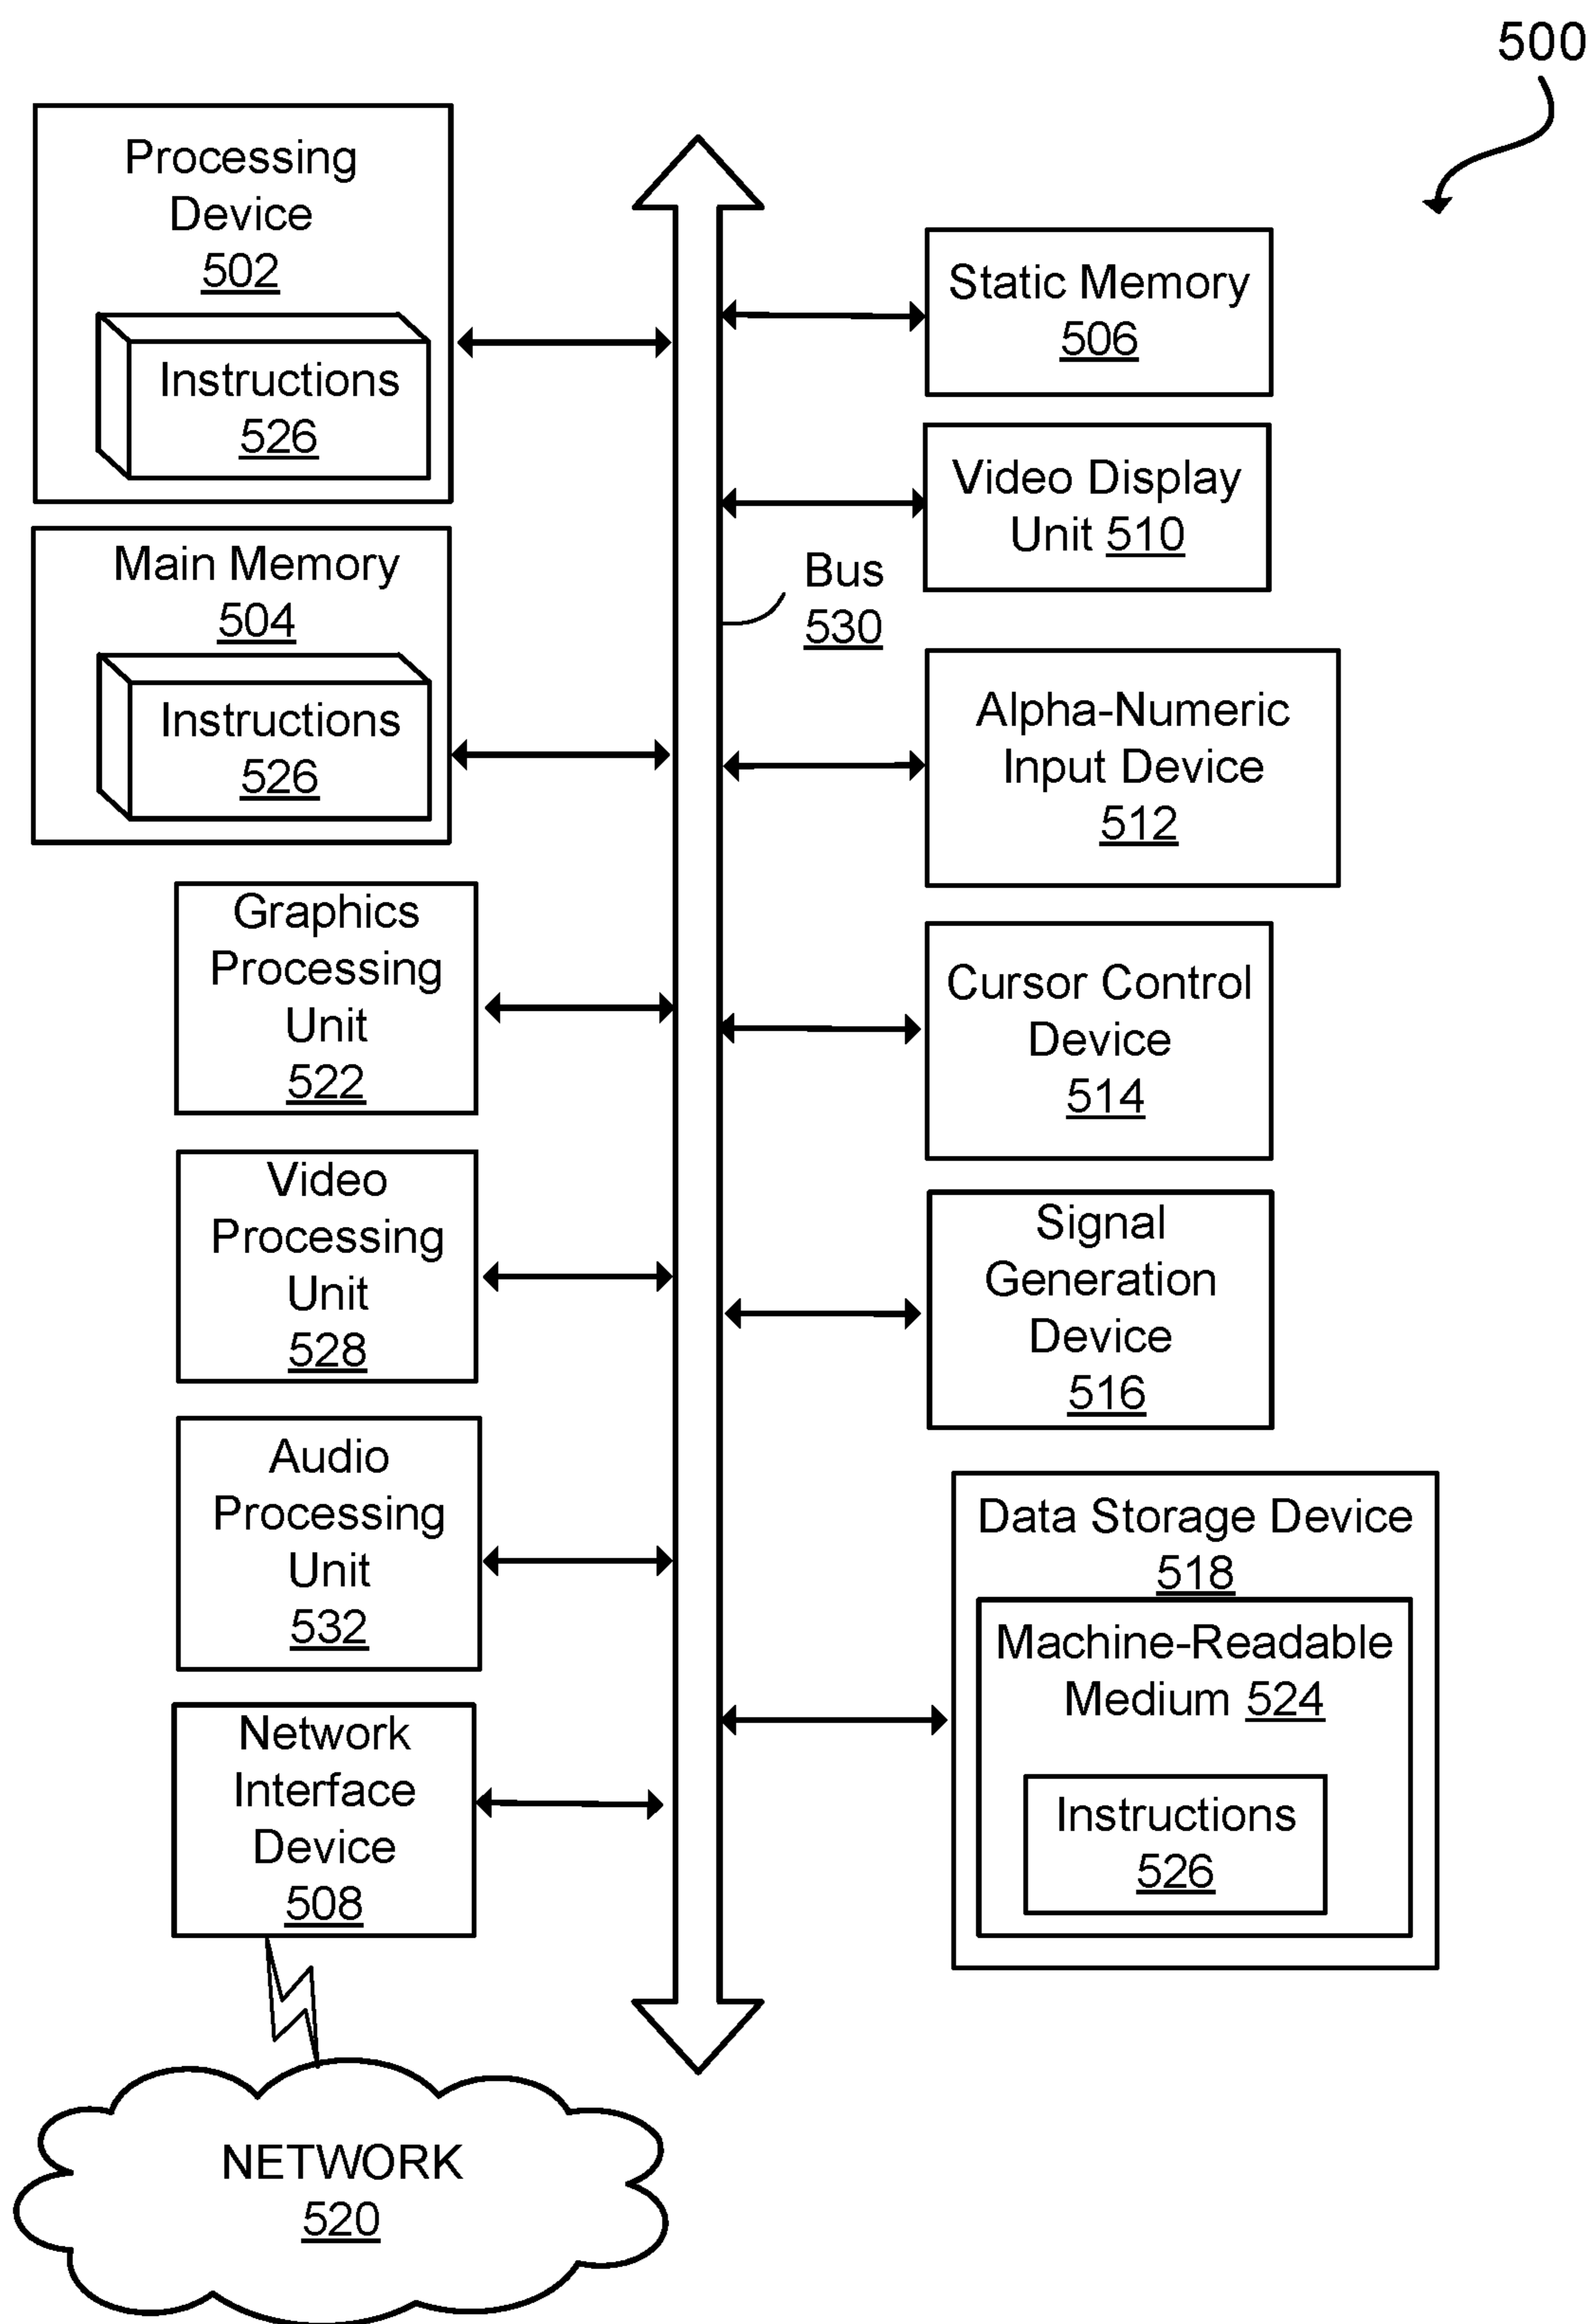 500
Processing
Device
502
Instructions
526
Main Memory
504
Instructions
526
Graphics
Processing
Unit
522
Video
Processing
Unit
528
Audio
Processing
Unit
532
Network
Interface
Device
508
NETWORK
520
Bus
530
Static Memory
506
Video Display
Unit 510
Alpha-Numeric
Input Device
512
Cursor Control
Device
514
Signal
Generation
Device
516
Data Storage Device
518
Machine-Readable
Medium 524
Instructions
526